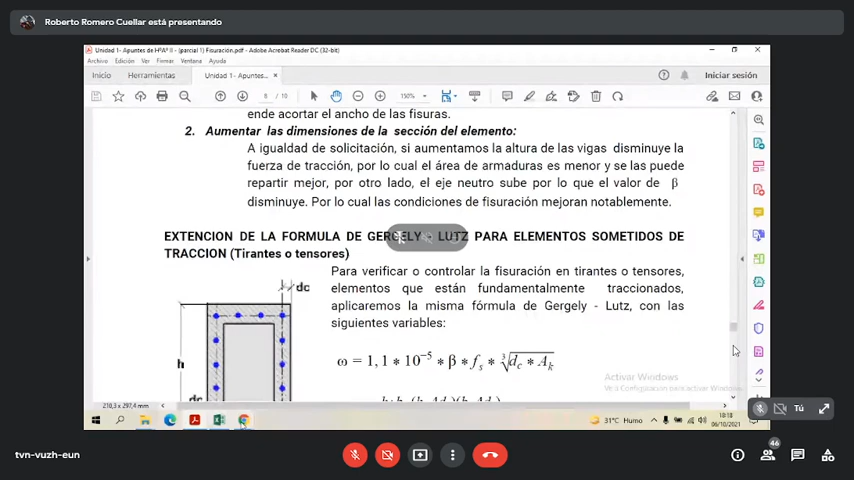 Roberto Romero Cuellar está presentando
Unidad 1- Apuntes de HºAº II - (parcial 1) Fisuración.pdf - Adobe Acrobat Reader DC (32-bit)
Archivo Edición Ver Firmar Ventana Ayuda
Inicio Herramientas Unidad 1- Apuntes... × Iniciar sesión
8 / 10 150%
ende acortar el ancho de las fisuras.
2. Aumentar las dimensiones de la sección del elemento:
A igualdad de solicitación, si aumentamos la altura de las vigas disminuye la
fuerza de tracción, por lo cual el área de armaduras es menor y se las puede
repartir mejor, por otro lado, el eje neutro sube por lo que el valor de β
disminuye. Por lo cual las condiciones de fisuración mejoran notablemente.
EXTENCION DE LA FORMULA DE GERGELY - LUTZ PARA ELEMENTOS SOMETIDOS DE
TRACCION (Tirantes o tensores)
dc
Para verificar o controlar la fisuración en tirantes o tensores,
elementos que están fundamentalmente traccionados,
aplicaremos la misma fórmula de Gergely - Lutz, con las
siguientes variables:
h
ω = 1,1 * 10⁻⁵ * β * f_s * ∛(d_c * A_k)
Activar Windows
Ve a Configuración para activar Windows.
dc
210,3 x 297,4 mm
31°C Humo
18:18
06/10/2021
Tú
tvn-vuzh-eun
46